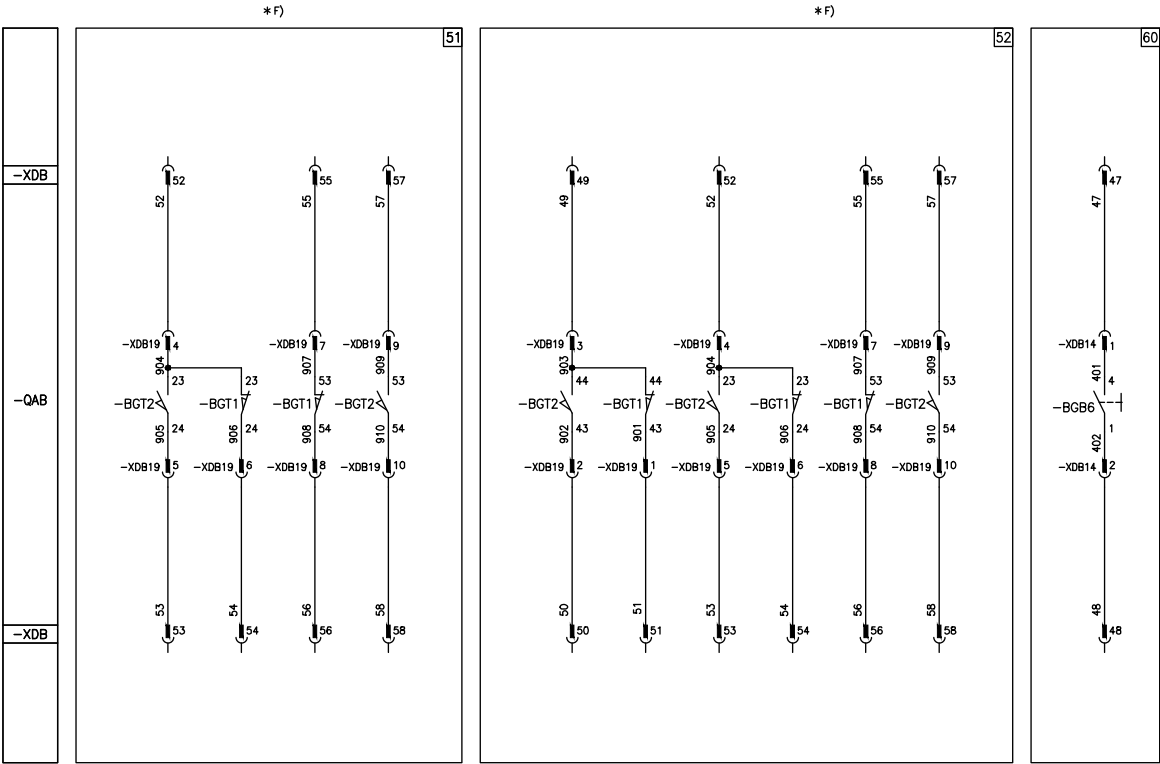 *F) *F)
51 52 60
-XDB
52 55 57 49 52 55 57 47
52 55 57 49 52 55 57 47
-XDB19 4 -XDB19 7 -XDB19 9 -XDB19 3 -XDB19 4 -XDB19 7 -XDB19 9 -XDB14 1
904 907 909 903 904 907 909 401
23 23 53 53 44 44 23 23 53 53 4
-QAB
-BGT2 -BGT1 -BGT1 -BGT2 -BGT2 -BGT1 -BGT2 -BGT1 -BGT1 -BGT2 -BGB6
905 24 906 24 908 54 910 54 902 43 901 43 905 24 906 24 908 54 910 54 402 1
-XDB19 5 -XDB19 6 -XDB19 8 -XDB19 10 -XDB19 2 -XDB19 1 -XDB19 5 -XDB19 6 -XDB19 8 -XDB19 10 -XDB14 2
53 54 56 58 50 51 53 54 56 58 48
-XDB
53 54 56 58 50 51 53 54 56 58 48